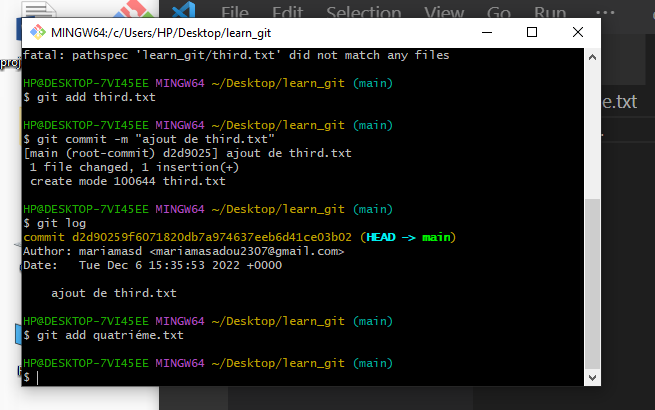 File Edit Selection View Go Run ···
MINGW64:/c/Users/HP/Desktop/learn_git
fatal: pathspec 'learn_git/third.txt' did not match any files
HP@DESKTOP-7VI45EE MINGW64 ~/Desktop/learn_git (main)
$ git add third.txt
HP@DESKTOP-7VI45EE MINGW64 ~/Desktop/learn_git (main)
$ git commit -m "ajout de third.txt"
[main (root-commit) d2d9025] ajout de third.txt
1 file changed, 1 insertion(+)
create mode 100644 third.txt
HP@DESKTOP-7VI45EE MINGW64 ~/Desktop/learn_git (main)
$ git log
commit d2d90259f6071820db7a974637eeb6d41ce03b02 (HEAD -> main)
Author: mariamasd <mariamasadou2307@gmail.com>
Date: Tue Dec 6 15:35:53 2022 +0000
ajout de third.txt
HP@DESKTOP-7VI45EE MINGW64 ~/Desktop/learn_git (main)
$ git add quatriéme.txt
HP@DESKTOP-7VI45EE MINGW64 ~/Desktop/learn_git (main)
$
proj
e.txt